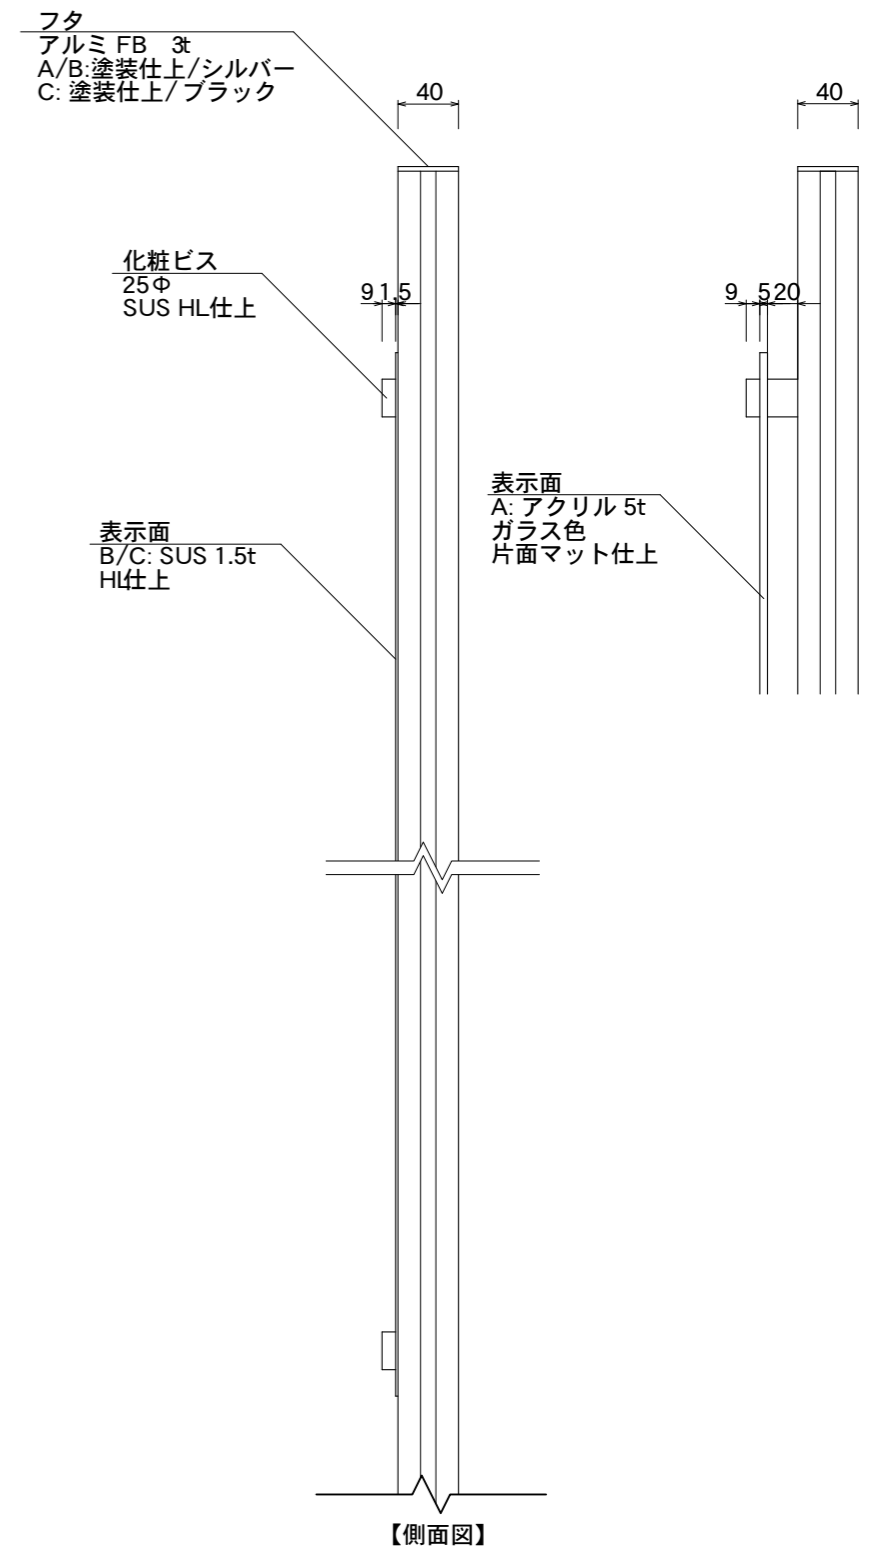 フタ
アルミ FB　3t
A/B:塗装仕上/シルバー
C: 塗装仕上/ブラック
40
40
化粧ビス
25Φ
SUS HL仕上
9 1.5
9 5 20
表示面
A: アクリル 5t
ガラス色
片面マット仕上
表示面
B/C: SUS 1.5t
HL仕上
【側面図】